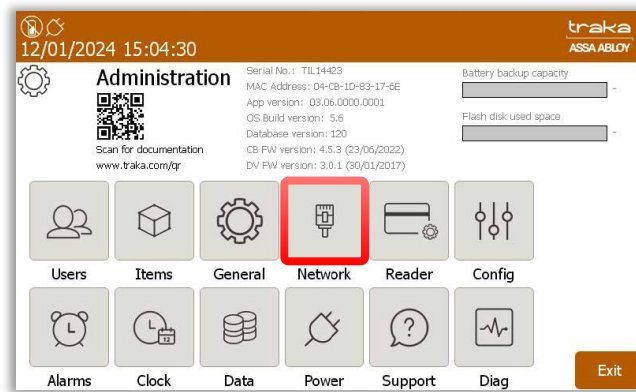 traka
12/01/2024 15:04:30
ASSA ABLOY
Administration
Scan for documentation
www.traka.com/qr
Serial No.: TIL14423
MAC Address: 04-CB-1D-83-17-6E
App version: 03.06.0000.0001
OS Build version: 5.6
Database version: 120
CB FW version: 4.5.3 (23/06/2022)
DV FW version: 3.0.1 (30/01/2017)
Battery backup capacity
-
Flash disk used space
-
Users
Items
General
Network
Reader
Config
L
L
12
?
Alarms
Clock
Data
Power
Support
Diag
Exit